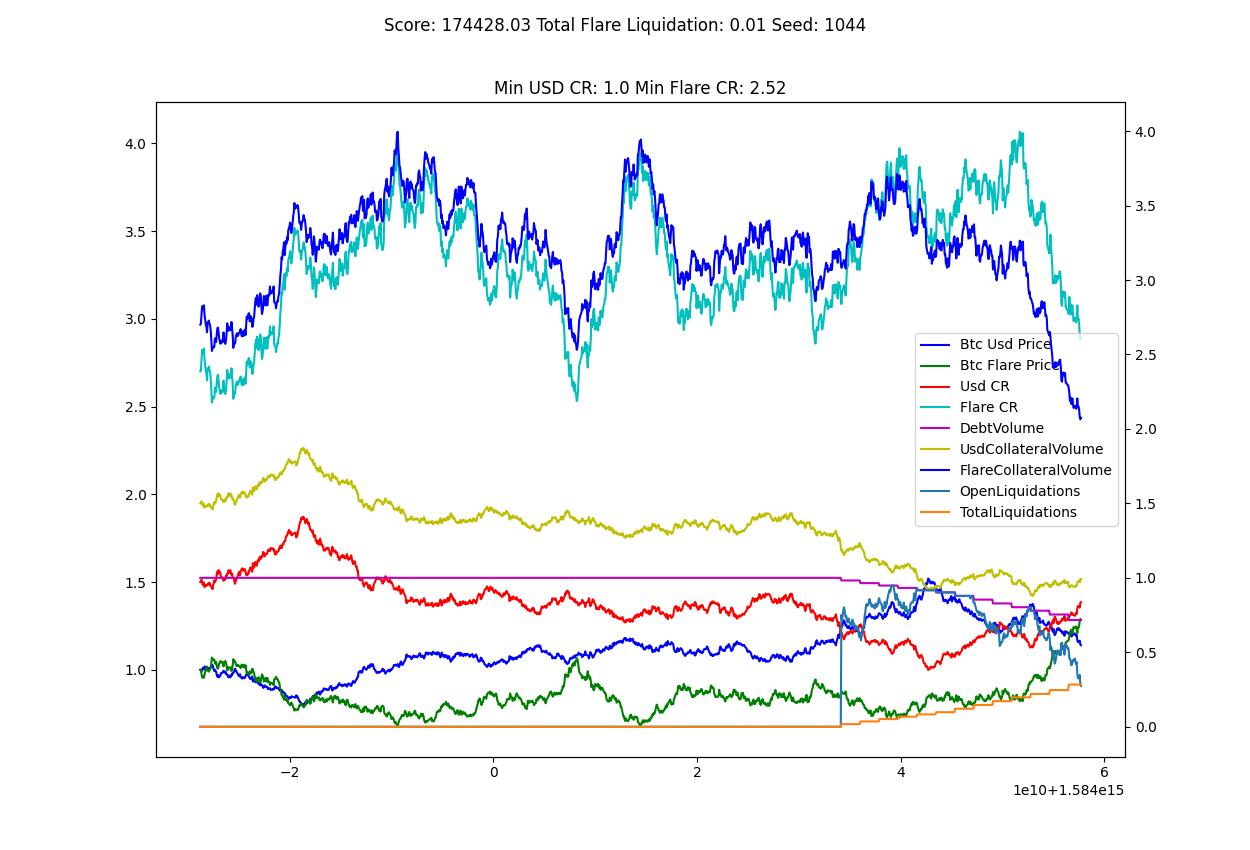 Score: 174428.03 Total Flare Liquidation: 0.01 Seed: 1044
Min USD CR: 1.0 Min Flare CR: 2.52
4.0
3.5
3.0
2.5
2.0
1.5
1.0
4.0
3.5
3.0
2.5
2.0
1.5
1.0
0.5
0.0
Btc Usd Price
Btc Flare Price
Usd CR
Flare CR
DebtVolume
UsdCollateralVolume
FlareCollateralVolume
OpenLiquidations
TotalLiquidations
−2 0 2 4 6
1e10+1.584e15